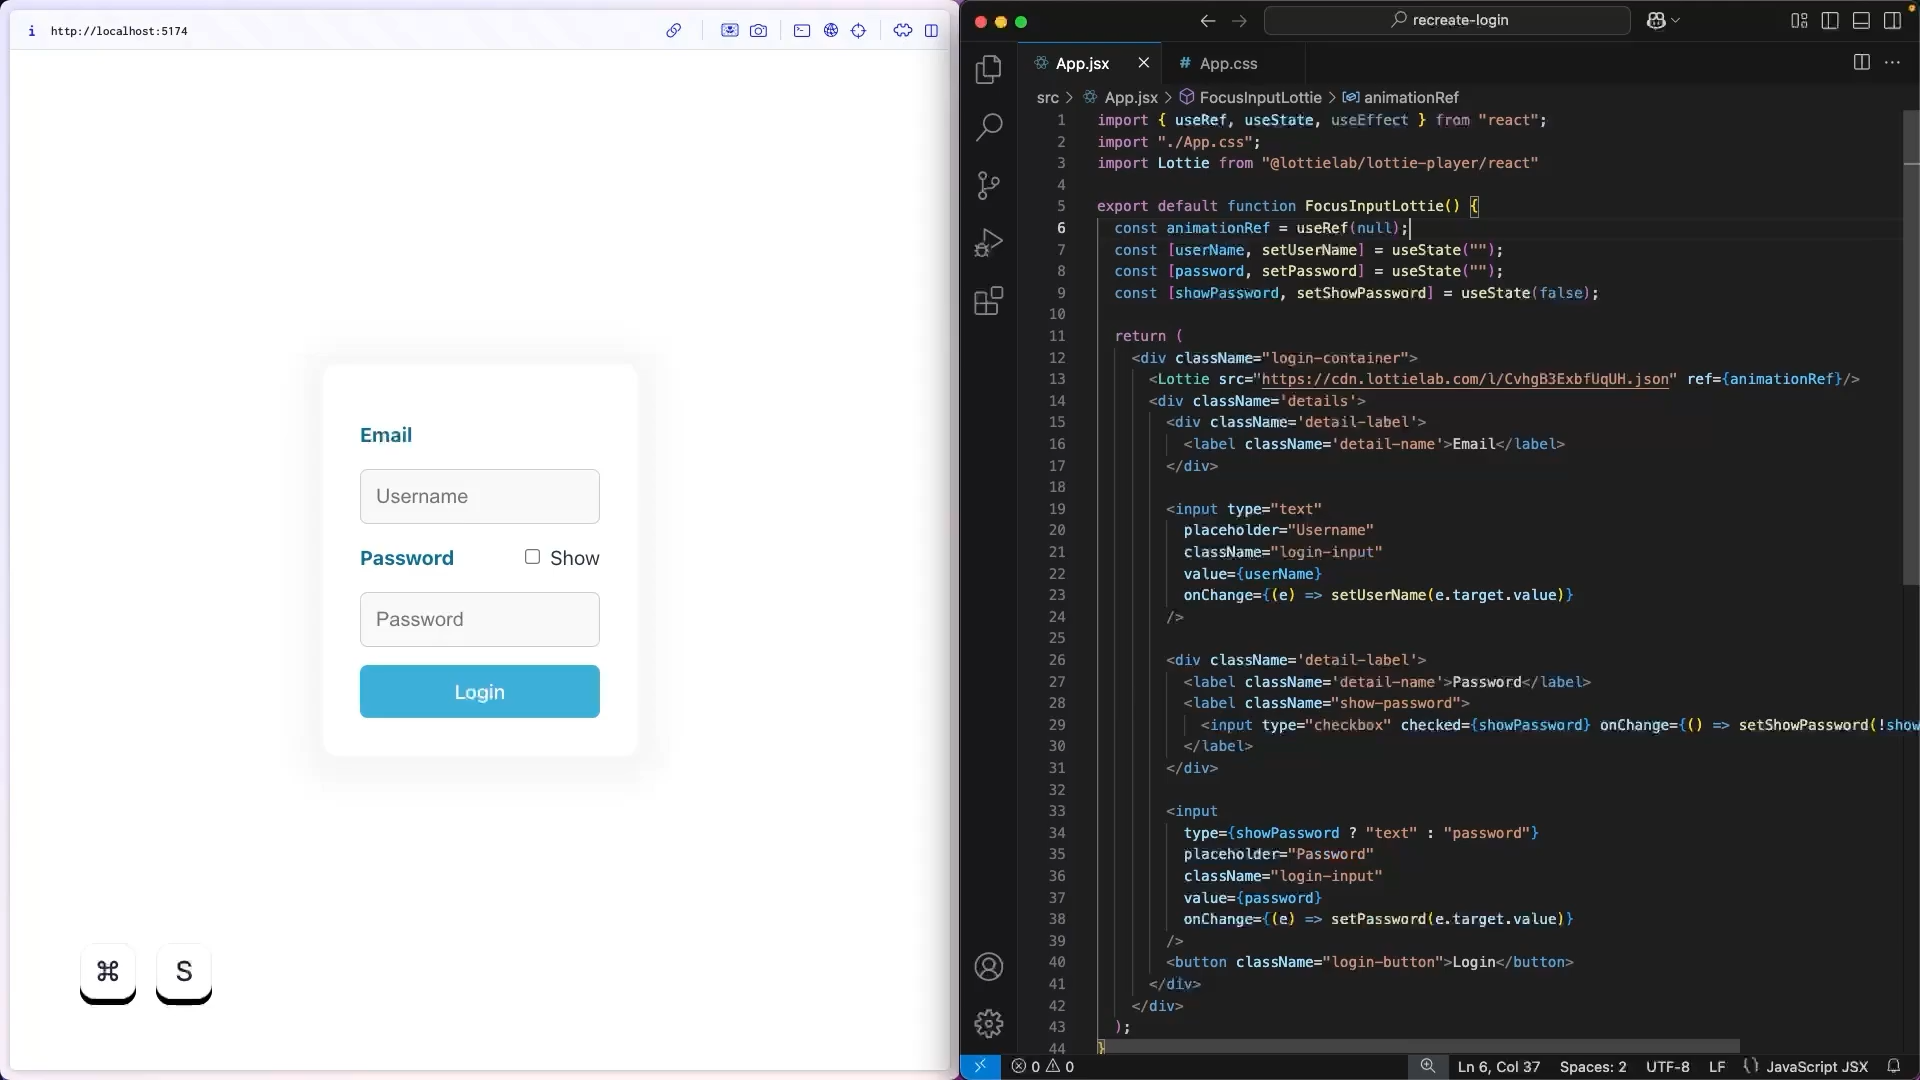 i http://localhost:5174
Email
Username
Password Show
Password
Login
⌘ S
recreate-login
App.jsx
# App.css
src > App.jsx > FocusInputLottie > animationRef
1 import { useRef, useState, useEffect } from "react";
2 import "./App.css";
3 import Lottie from "@lottielab/lottie-player/react"
4
5 export default function FocusInputLottie() {
6 const animationRef = useRef(null);
7 const [userName, setUserName] = useState("");
8 const [password, setPassword] = useState("");
9 const [showPassword, setShowPassword] = useState(false);
10
11 return (
12 <div className="login-container">
13 <Lottie src="https://cdn.lottielab.com/l/CvhgB3ExbfUqUH.json" ref={animationRef}/>
14 <div className='details'>
15 <div className='detail-label'>
16 <label className='detail-name'>Email</label>
17 </div>
18
19 <input type="text"
20 placeholder="Username"
21 className="login-input"
22 value={userName}
23 onChange={(e) => setUserName(e.target.value)}
24 />
25
26 <div className='detail-label'>
27 <label className='detail-name'>Password</label>
28 <label className="show-password">
29 <input type="checkbox" checked={showPassword} onChange={() => setShowPassword(!show
30 </label>
31 </div>
32
33 <input
34 type={showPassword ? "text" : "password"}
35 placeholder="Password"
36 className="login-input"
37 value={password}
38 onChange={(e) => setPassword(e.target.value)}
39 />
40 <button className="login-button">Login</button>
41 </div>
42 </div>
43 );
44 }
0 0 Ln 6, Col 37 Spaces: 2 UTF-8 LF {} JavaScript JSX